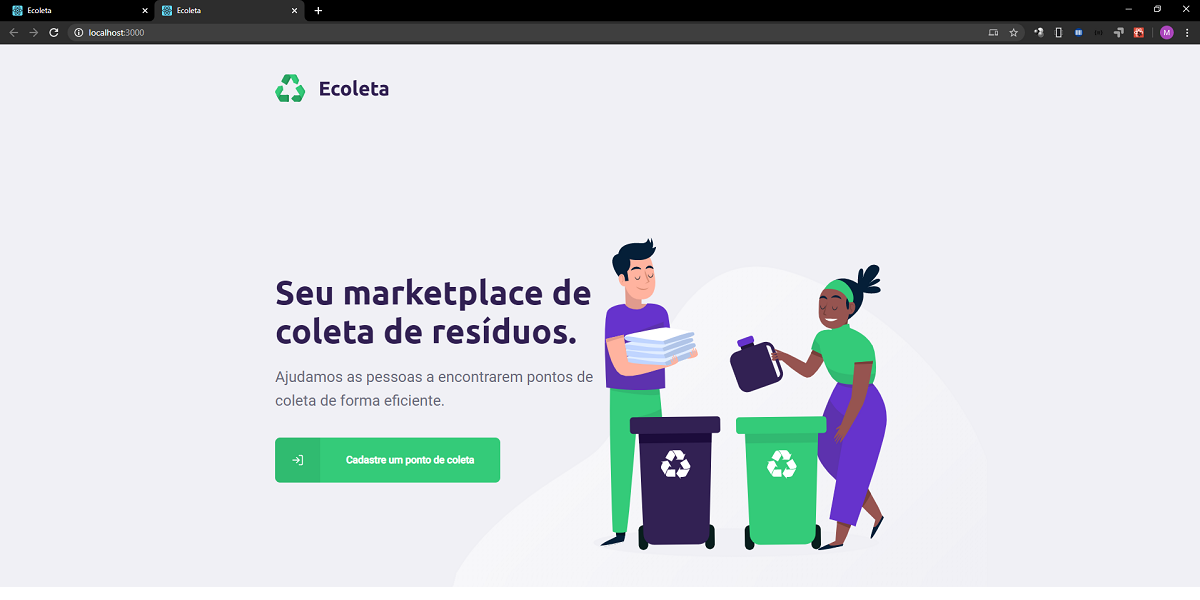 Ecoleta
Ecoleta
localhost:3000
M
Ecoleta
Seu marketplace de
coleta de resíduos.
Ajudamos as pessoas a encontrarem pontos de
coleta de forma eficiente.
Cadastre um ponto de coleta